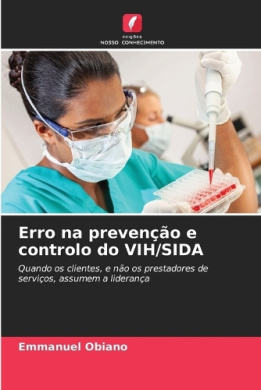 edições
NOSSO CONHECIMENTO
Erro na prevenção e
controlo do VIH/SIDA
Quando os clientes, e não os prestadores de
serviços, assumem a liderança
Emmanuel Obiano